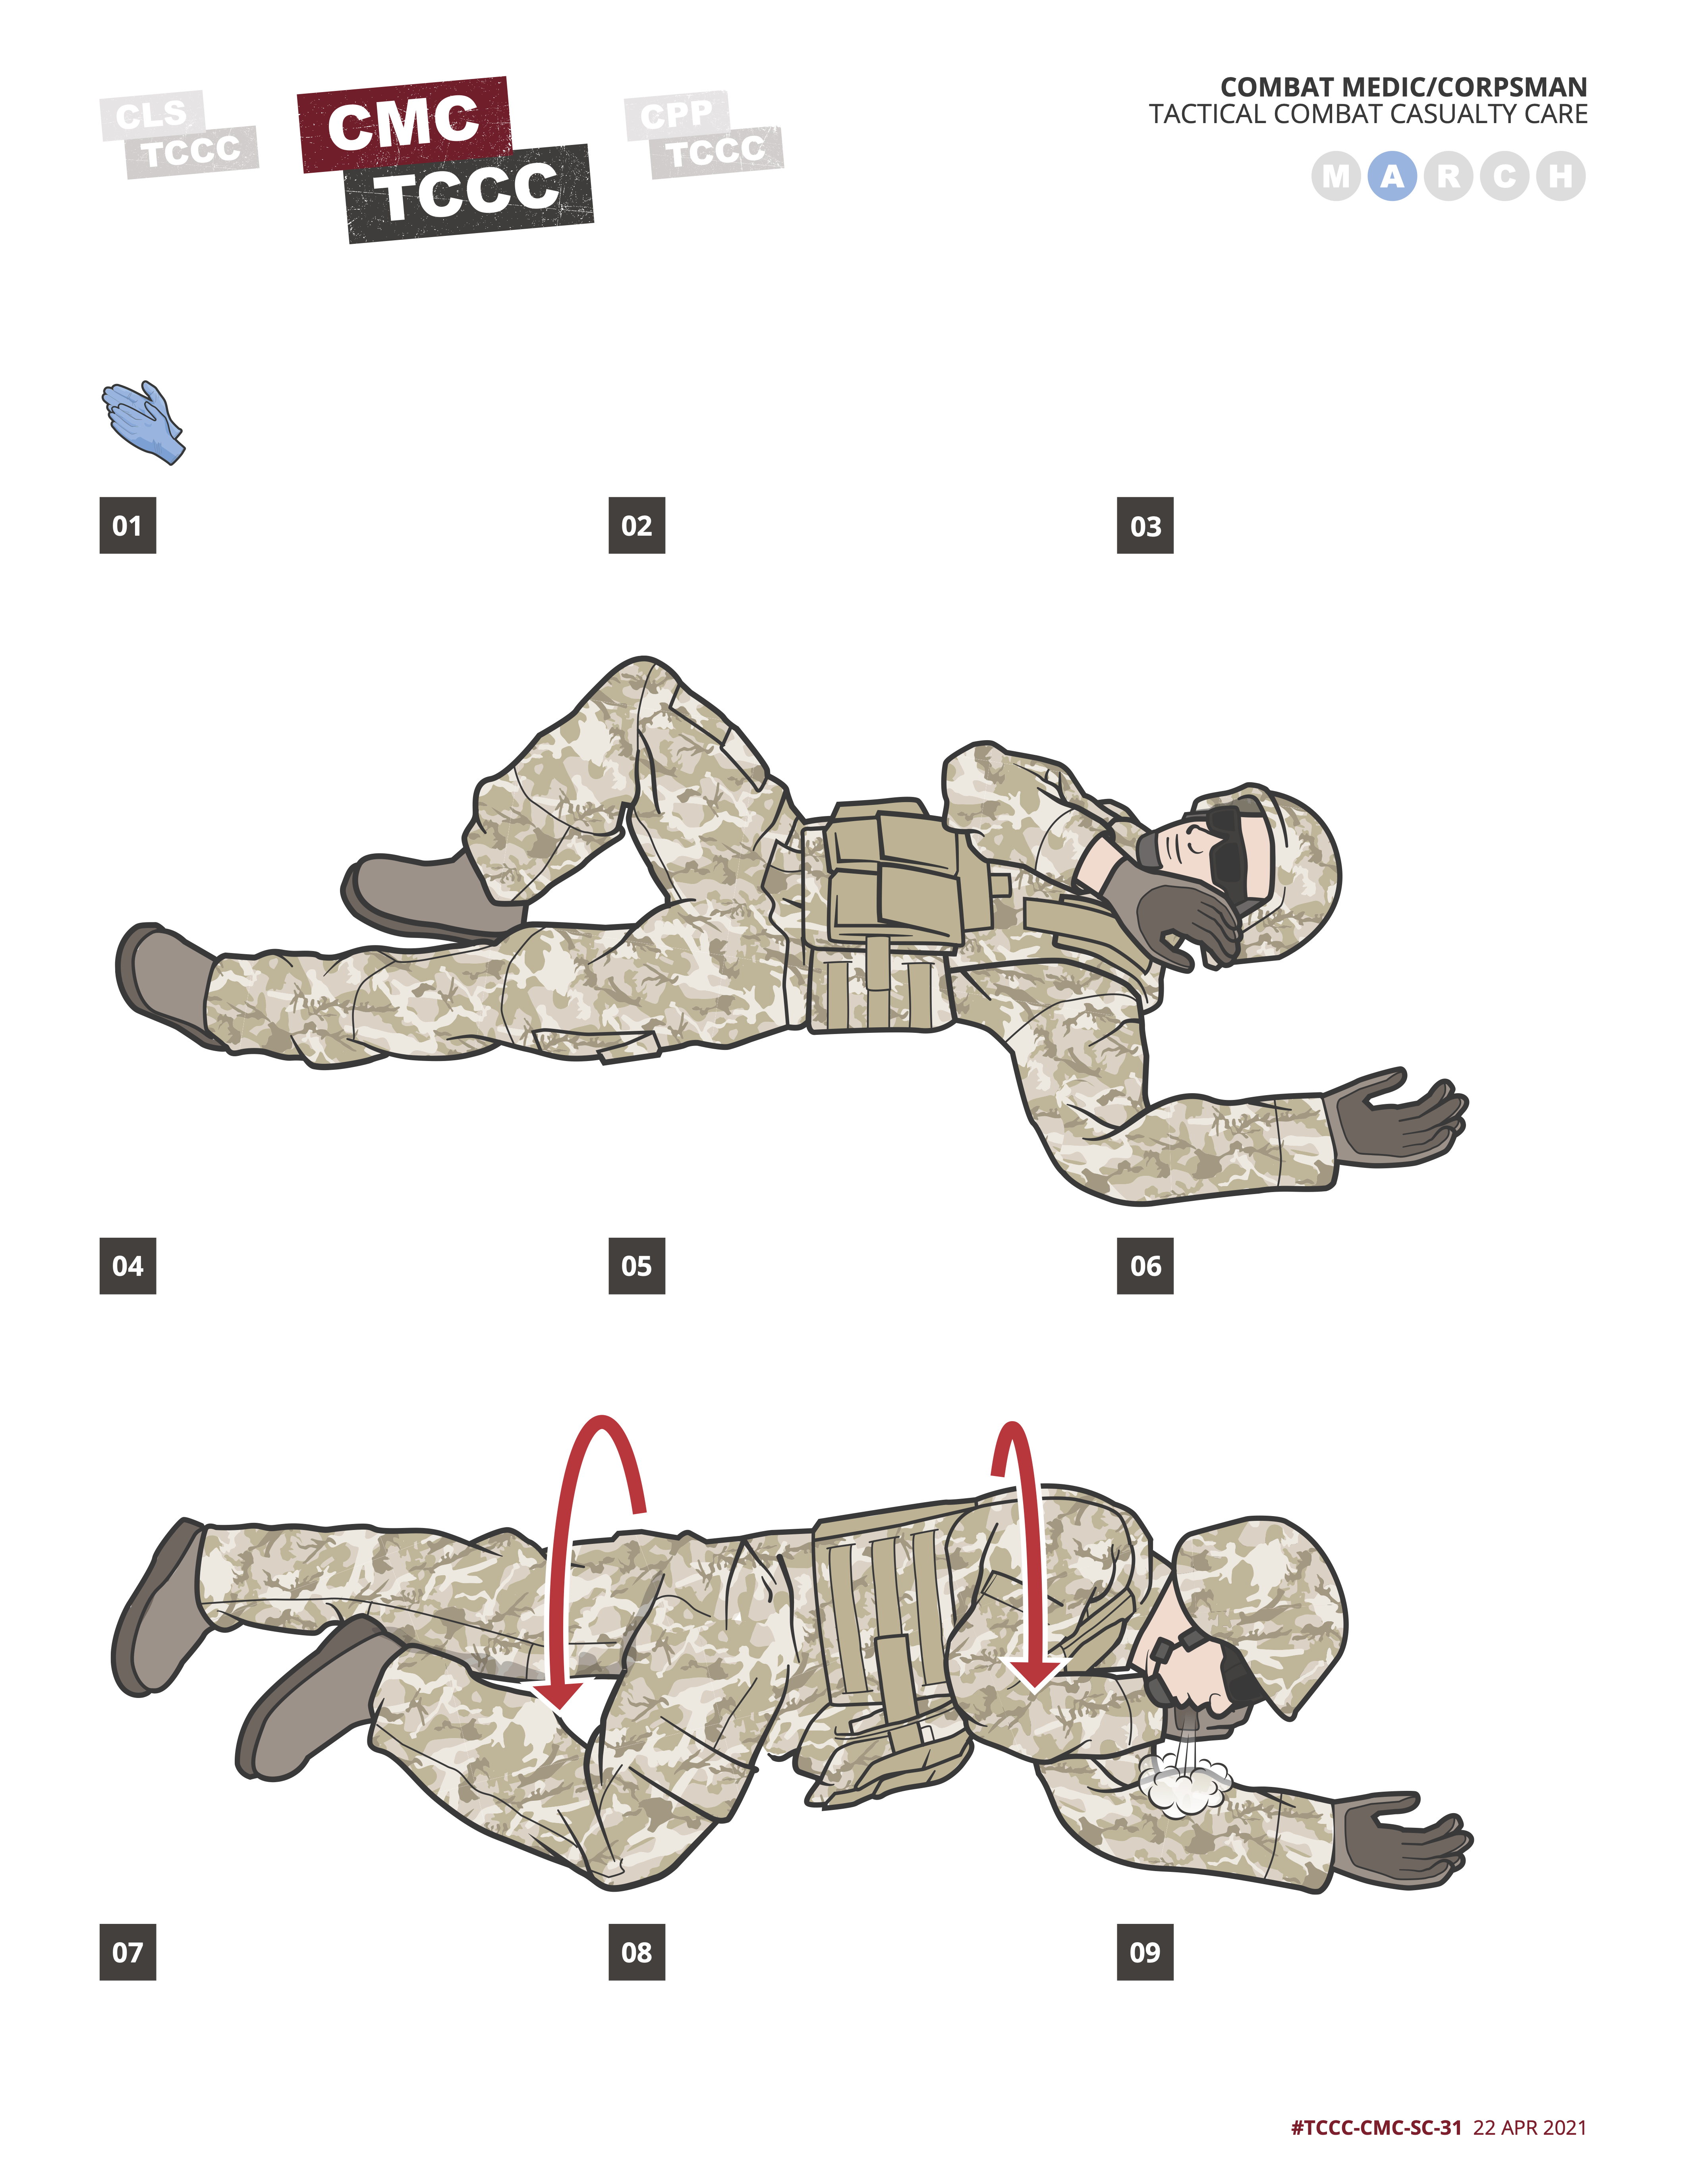 CLS
TCCC
CMC
TCCC
CPP
TCCC
COMBAT MEDIC/CORPSMAN
TACTICAL COMBAT CASUALTY CARE
M A R C H
01
02
03
04
05
06
07
08
09
#TCCC-CMC-SC-31 22 APR 2021